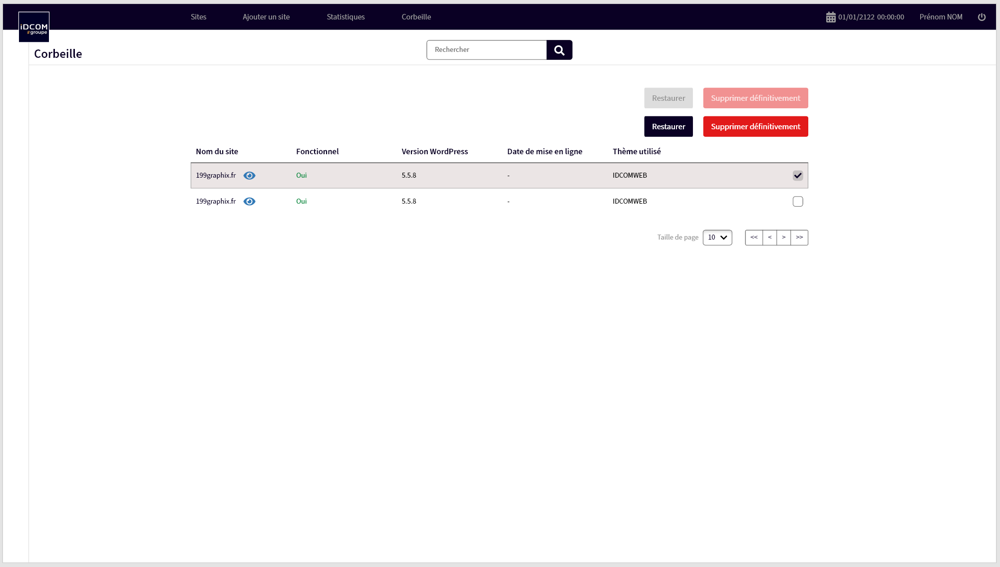 Sites Ajouter un site Statistiques Corbeille 01/01/2122 00:00:00 Prénom NOM
iDCOM
#groupe
Corbeille
Rechercher
Restaurer Supprimer définitivement
Restaurer Supprimer définitivement
Nom du site Fonctionnel Version WordPress Date de mise en ligne Thème utilisé
199graphix.fr Oui 5.5.8 - IDCOMWEB
199graphix.fr Oui 5.5.8 - IDCOMWEB
Taille de page 10 << < > >>